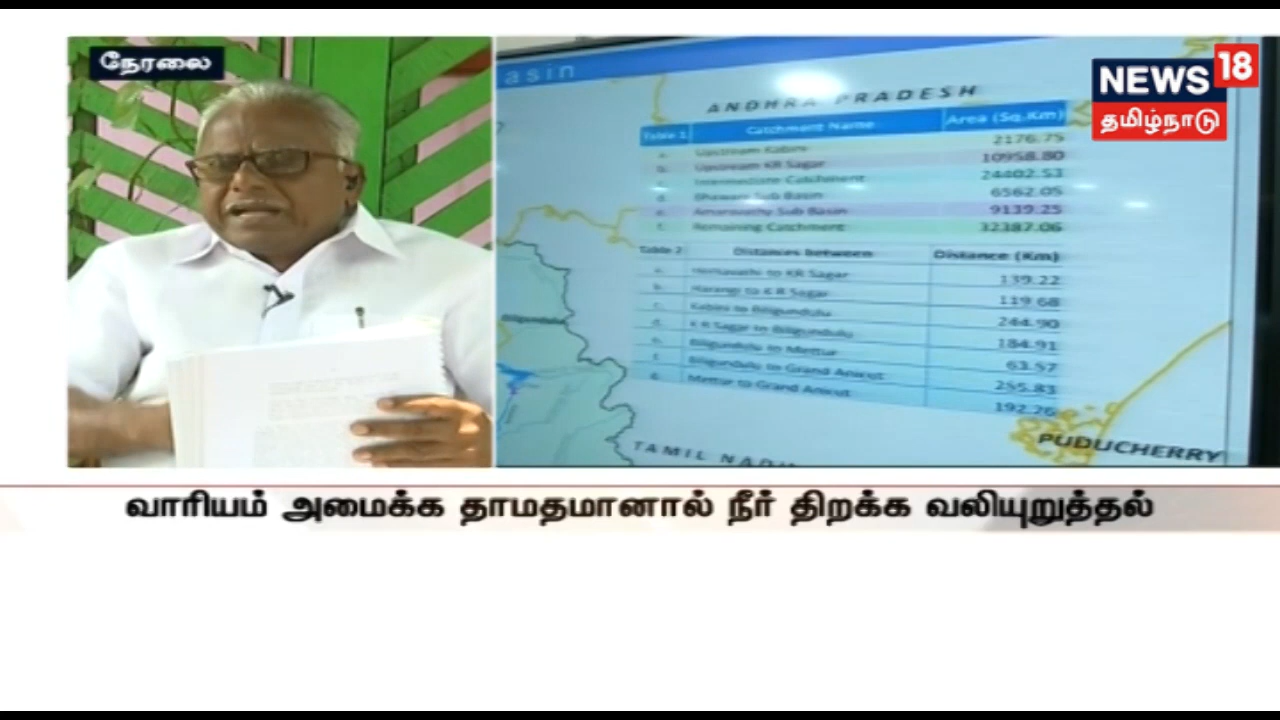 நேரலை
asin
NEWS 18
தமிழ்நாடு
ANDHRA PRADESH
Table 1 Catchment Name Area (Sq.Km)
a. Upstream Kabini 2176.75
b. Upstream KR Sagar 10958.80
Intermediate Catchment 24402.53
d. Bhawani Sub Basin 6562.05
e. Amaravathy Sub Basin 9139.25
f. Remaining Catchment 32387.06
Table 2 Distances between Distance (Km)
a. Hemavathi to KR Sagar 139.22
b. Harangi to K R Sagar 119.68
c. Kabini to Biligundulu 244.90
d. K R Sagar to Biligundulu 184.91
e. Biligundulu to Mettur 63.57
f. Biligundulu to Grand Anicut 255.83
g. Mettur to Grand Anicut 192.26
Biligundulu
TAMIL NADU
PUDUCHERRY
வாரியம் அமைக்க தாமதமானால் நீர் திறக்க வலியுறுத்தல்